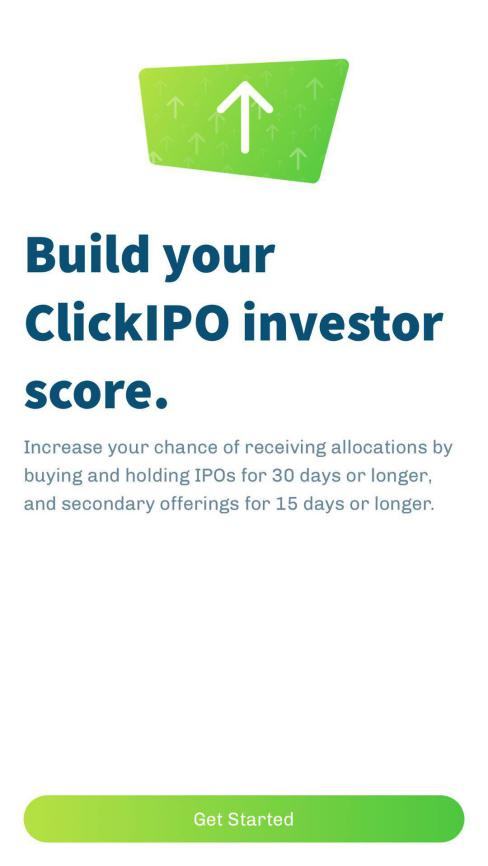 Build your
ClickIPO investor
score.
Increase your chance of receiving allocations by
buying and holding IPOs for 30 days or longer,
and secondary offerings for 15 days or longer.
Get Started